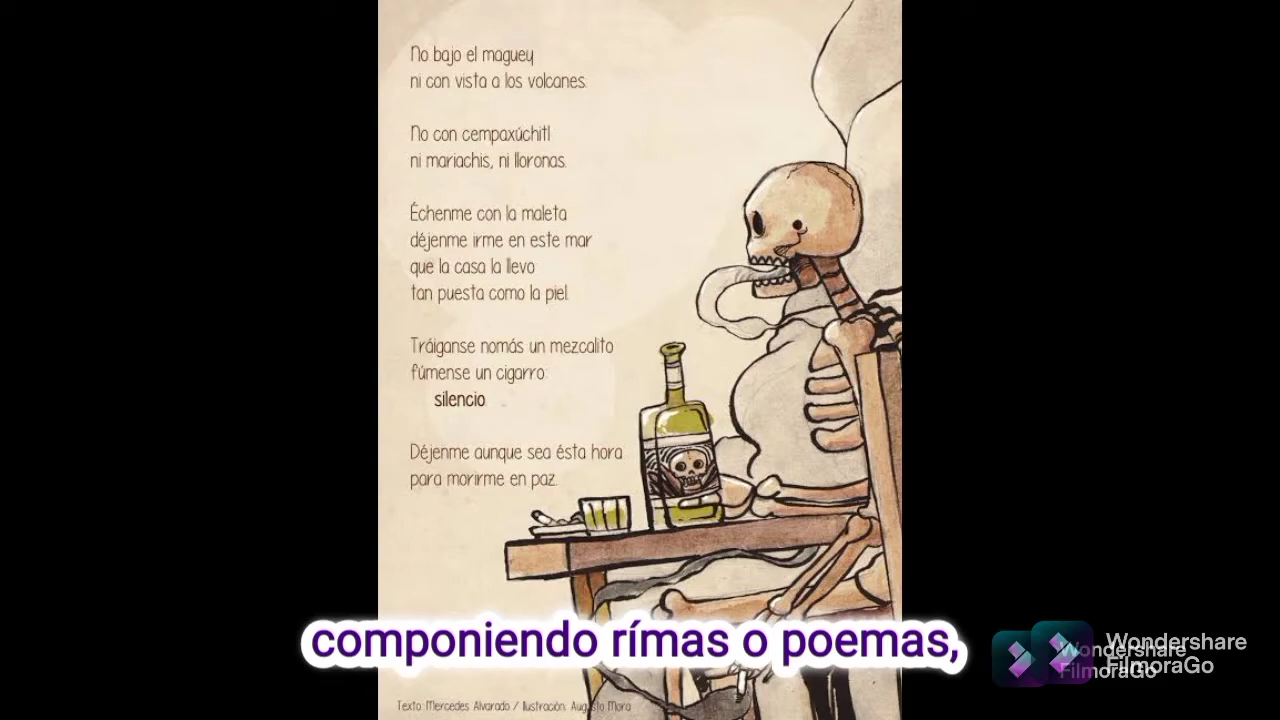 No bajo el maguey
ni con vista a los volcanes.
No con cempaxúchitl
ni mariachis, ni lloronas.
Échenme con la maleta
déjenme irme en este mar
que la casa la llevo
tan puesta como la piel.
Tráiganse nomás un mezcalito
fúmense un cigarro:
silencio.
Déjenme aunque sea ésta hora
para morirme en paz.
componiendo rímas o poemas,
Wondershare
FilmoraGo
Wondershare
FilmoraGo
Texto: Mercedes Alvarado / Ilustración: Augusto Mora